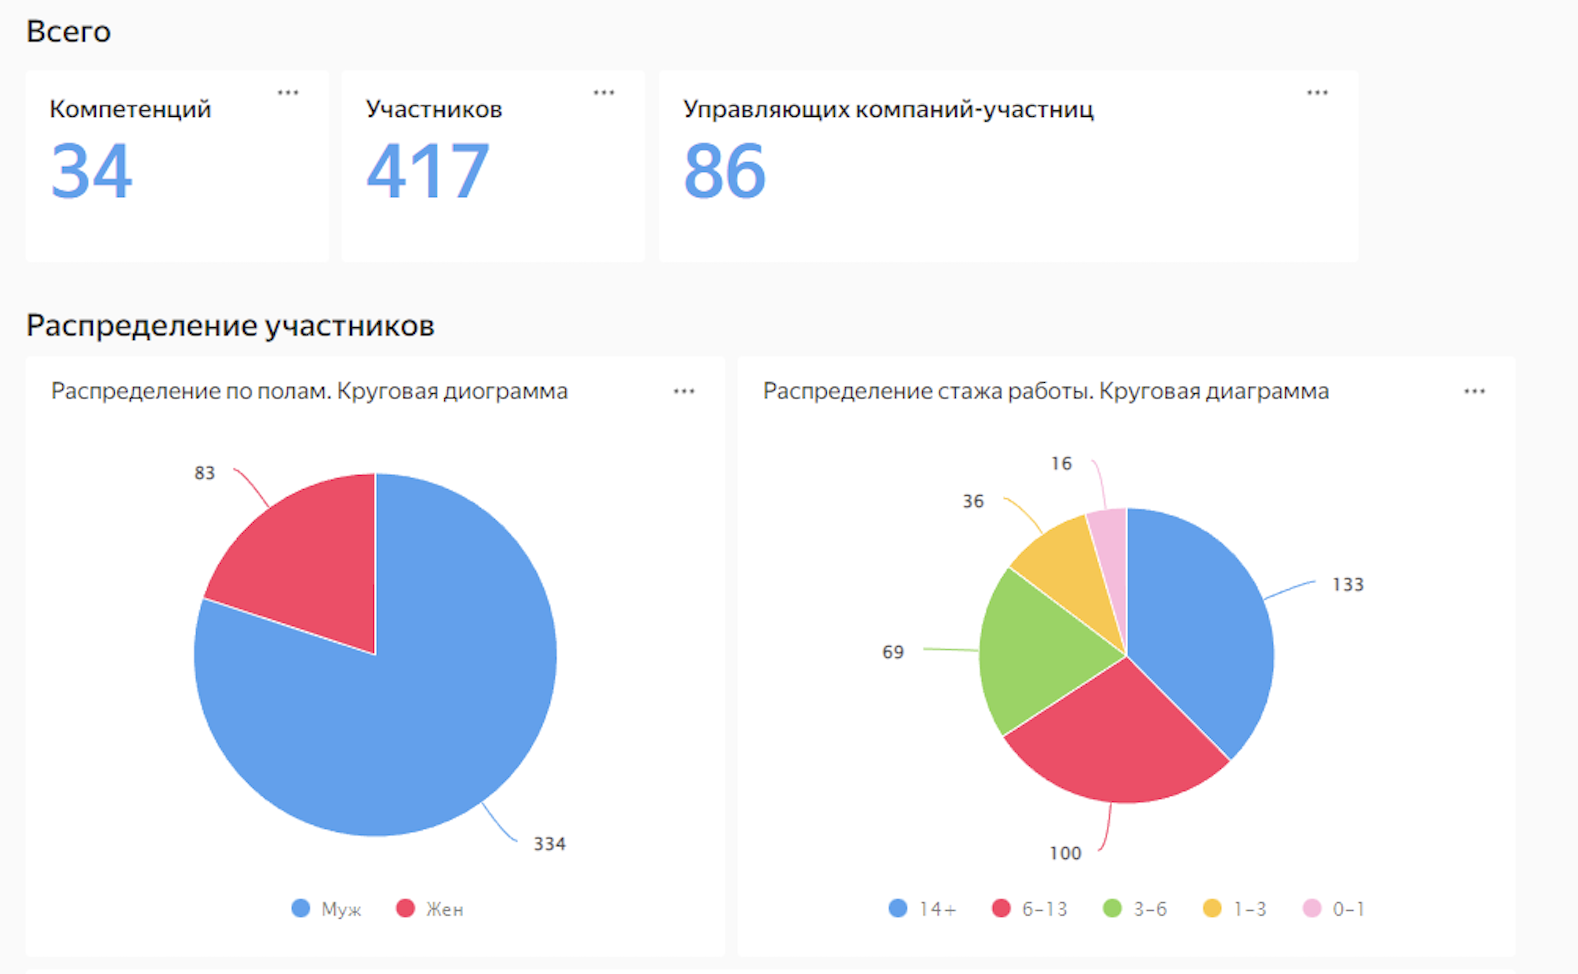 Всего
Компетенций
34
Участников
417
Управляющих компаний-участниц
86
Распределение участников
Распределение по полам. Круговая диограмма
83
334
Муж
Жен
Распределение стажа работы. Круговая диаграмма
16
36
133
69
100
14+
6–13
3–6
1–3
0–1